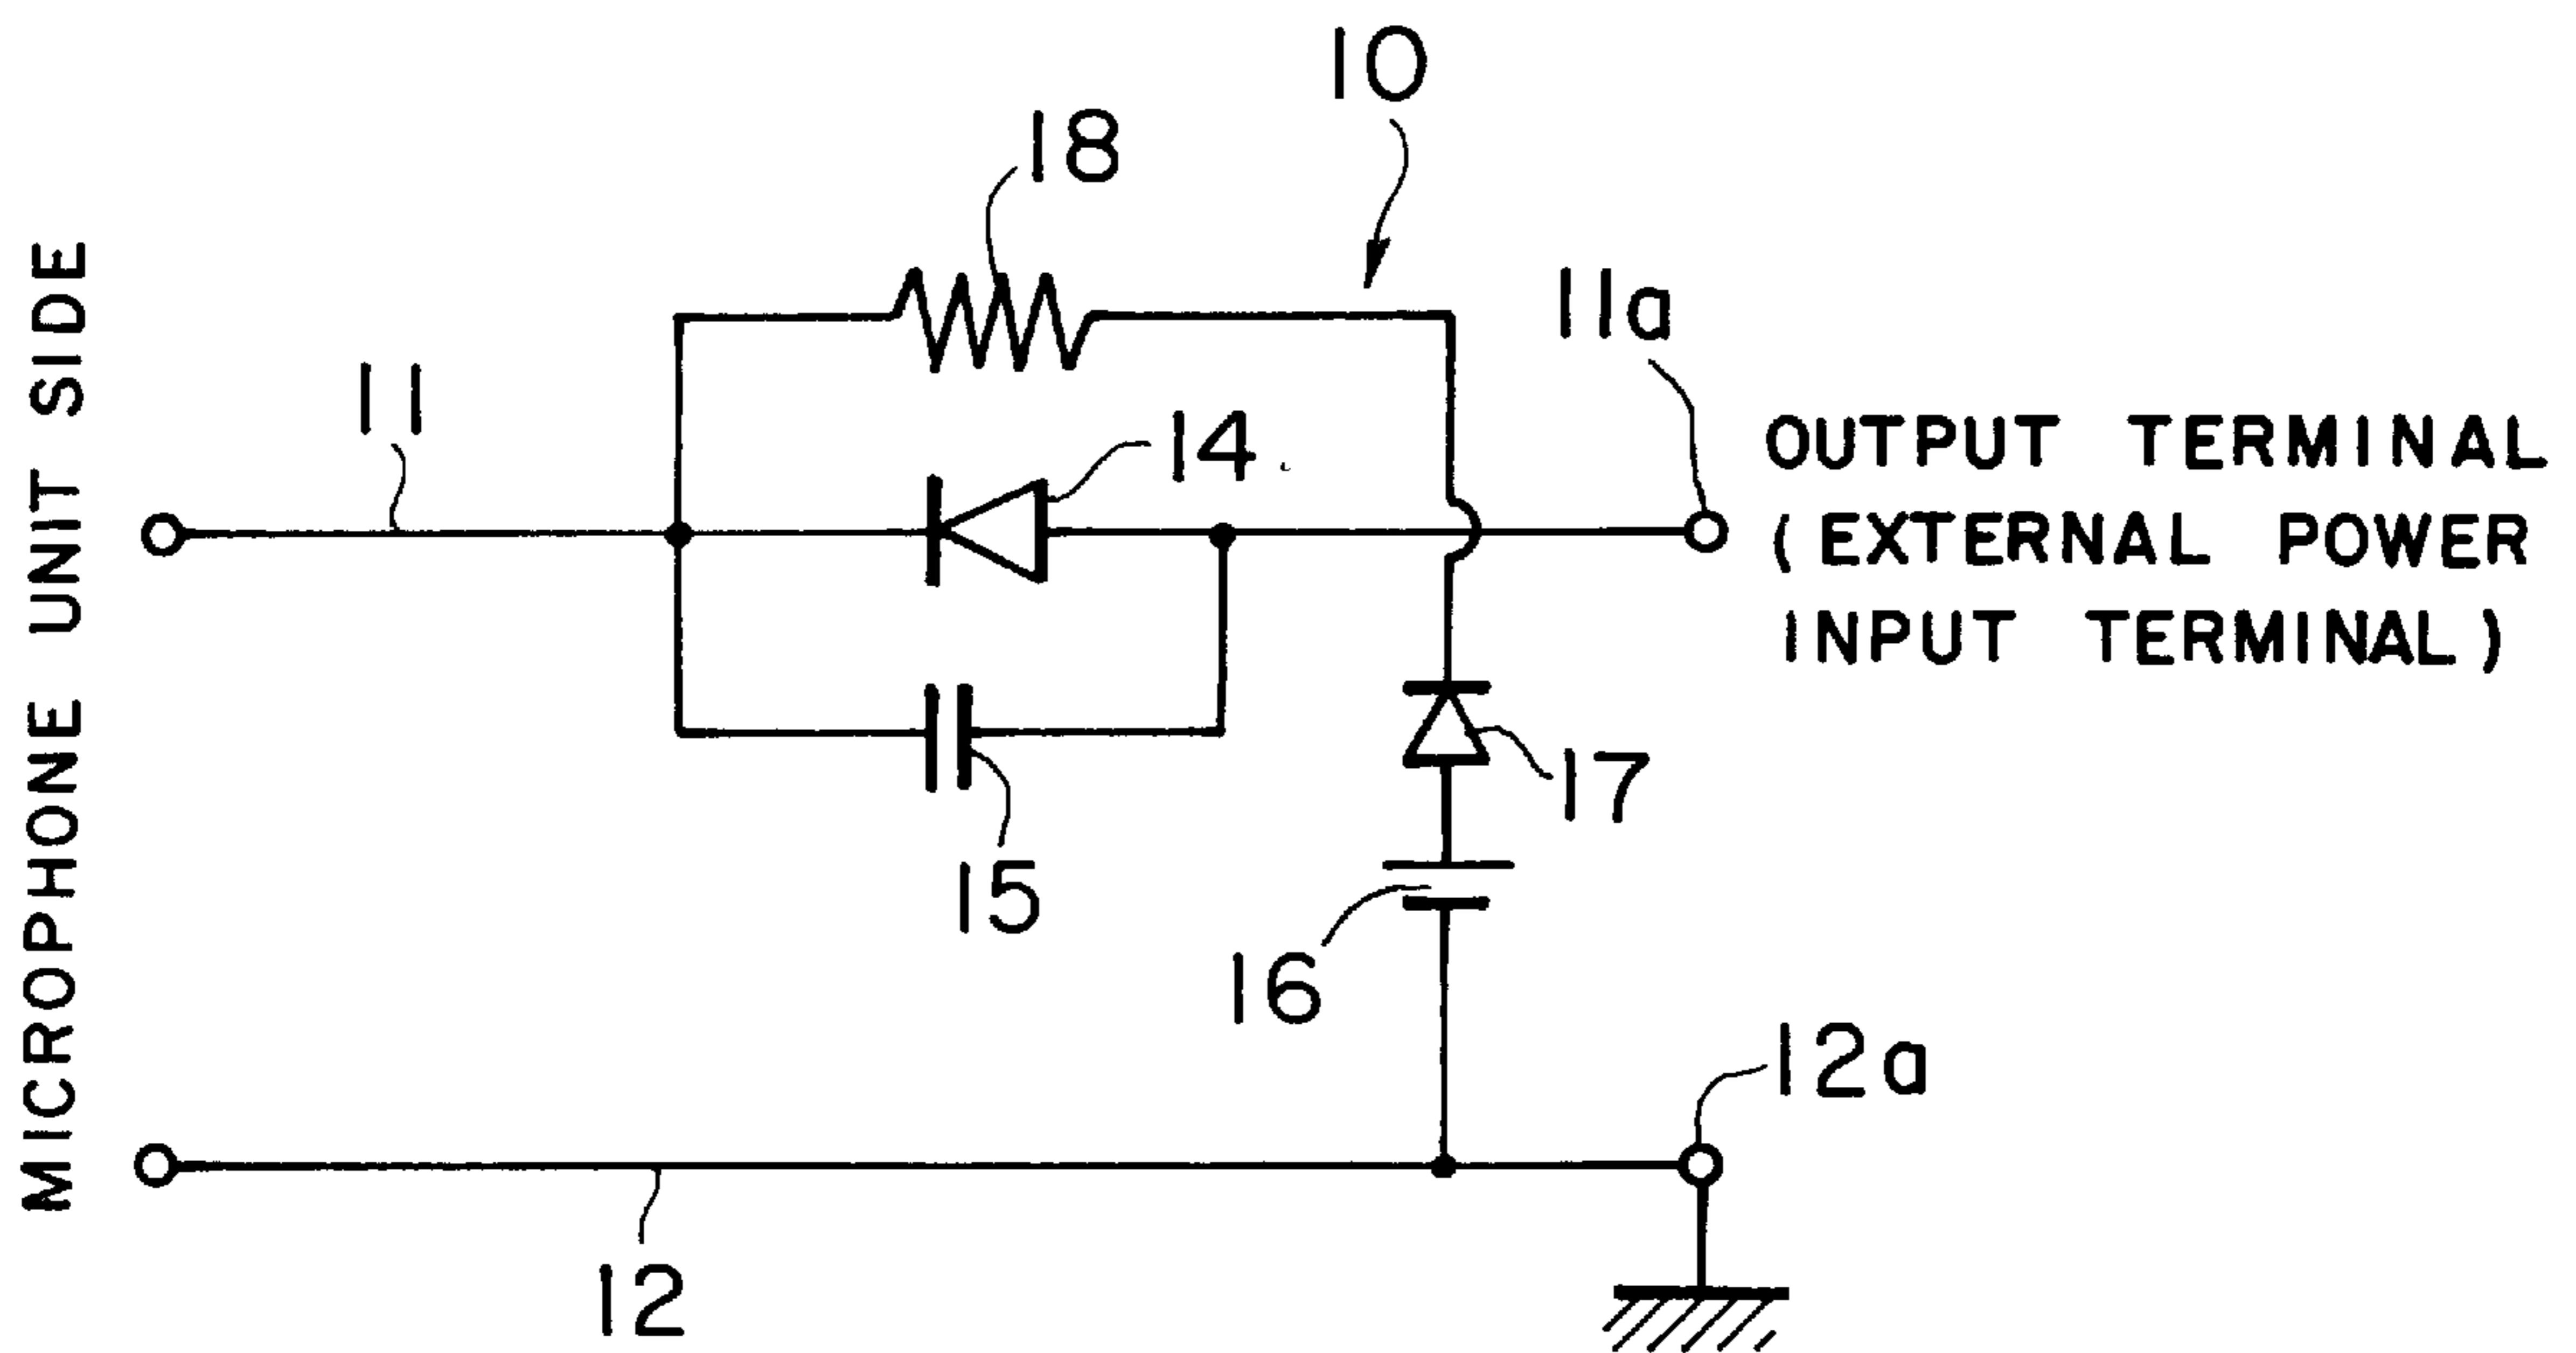 10
18
11a
11
14
OUTPUT TERMINAL
(EXTERNAL POWER
INPUT TERMINAL)
MICROPHONE UNIT SIDE
17
15
16
12a
12